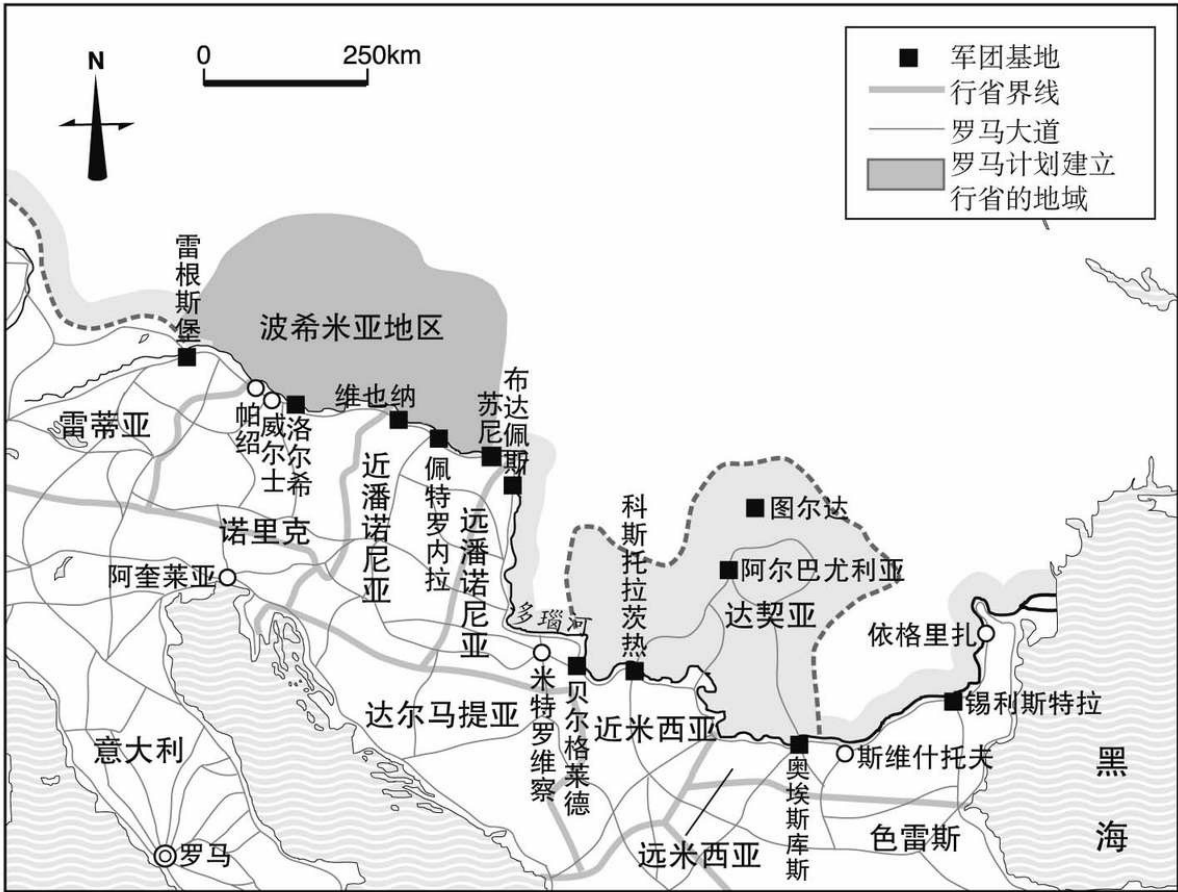 N
0 250km
军团基地
行省界线
罗马大道
罗马计划建立
行省的地域
雷根斯堡
波希米亚地区
维也纳
苏尼
布达佩斯
雷蒂亚
帕绍
威尔士
洛尔希
近潘诺尼亚
佩特罗内拉
远潘诺尼亚
诺里克
阿奎莱亚
科斯托拉茨热
图尔达
阿尔巴尤利亚
达契亚
多瑙河
依格里扎
米特罗维察
贝尔格莱德
达尔马提亚
近米西亚
锡利斯特拉
意大利
斯维什托夫
奥埃斯库斯
黑海
远米西亚
色雷斯
罗马